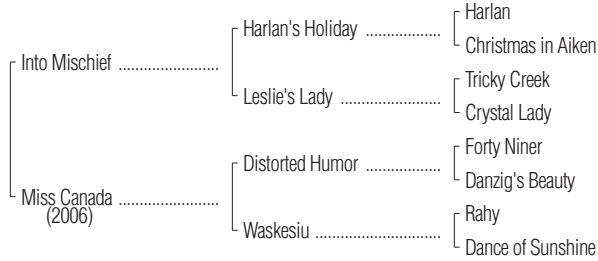 Harlan
Harlan's Holiday ..................
Christmas in Aiken
Into Mischief ........................
Tricky Creek
Leslie's Lady ........................
Crystal Lady
Forty Niner
Distorted Humor ..................
Danzig's Beauty
Miss Canada ........................
(2006)
Rahy
Waskesiu ..............................
Dance of Sunshine